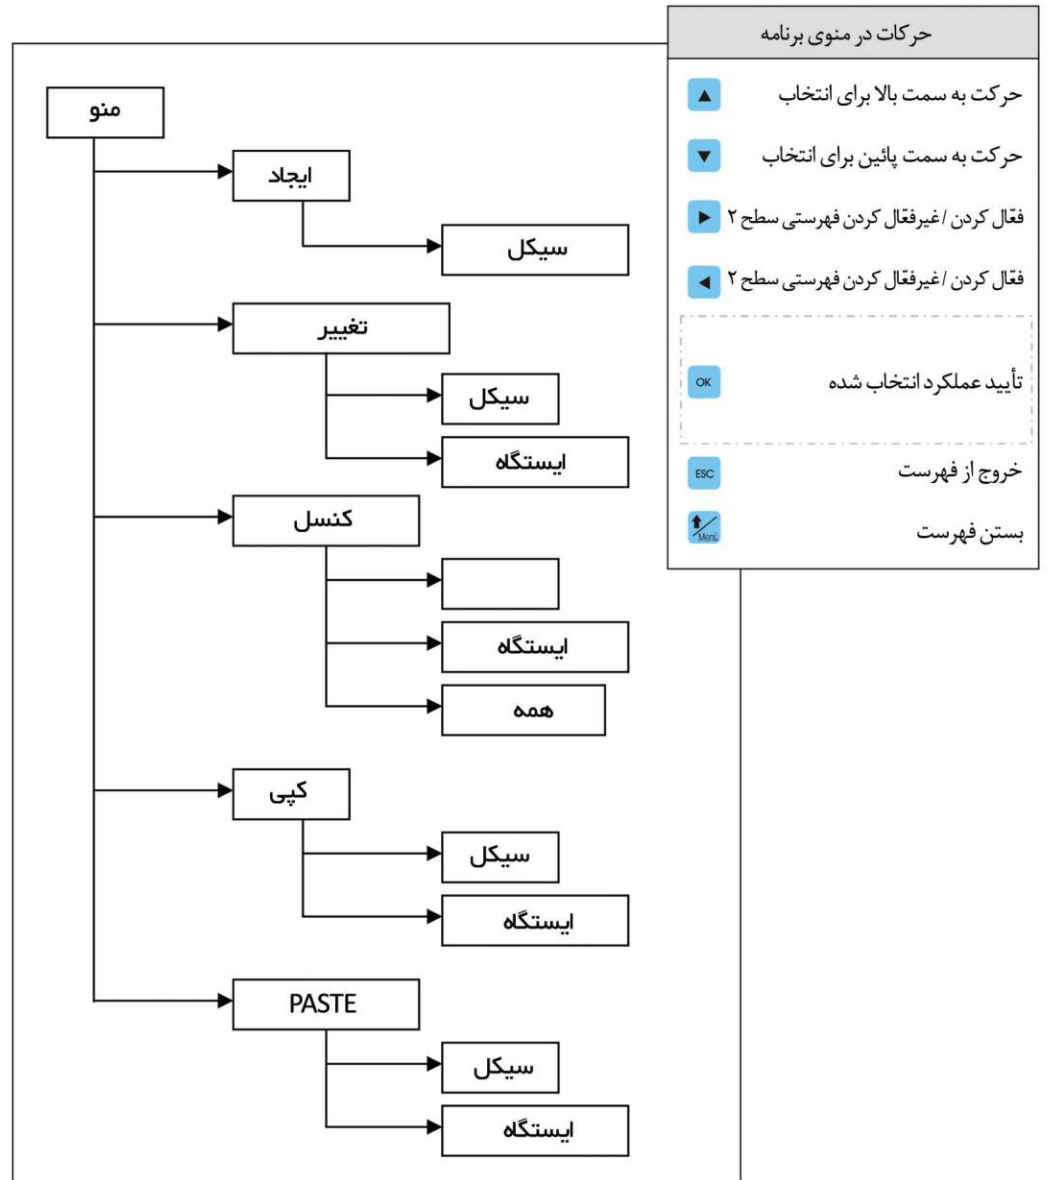 حرکات در منوی برنامه
حرکت به سمت بالا برای انتخاب
حرکت به سمت پائین برای انتخاب
فعّال کردن / غیرفعّال کردن فهرستی سطح ۲
فعّال کردن / غیرفعّال کردن فهرستی سطح ۲
تأیید عملکرد انتخاب شده
OK
خروج از فهرست
ESC
بستن فهرست
Menü
منو
ایجاد
سیکل
تغییر
سیکل
ایستگاه
کنسل
ایستگاه
همه
کپی
سیکل
ایستگاه
PASTE
سیکل
ایستگاه